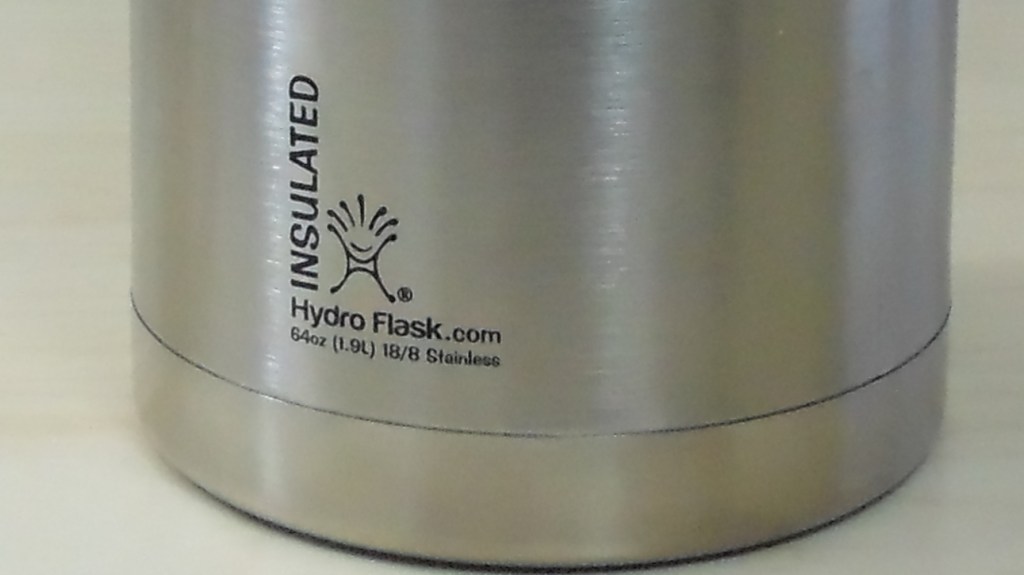 INSULATED
®
Hydro Flask.com
64oz (1.9L) 18/8 Stainless